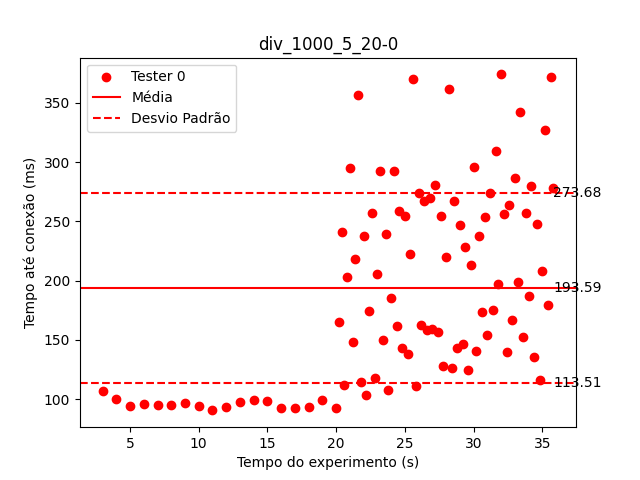 div_1000_5_20-0
Tester 0
Média
Desvio Padrão
Tempo até conexão (ms)
350
300
250
200
150
100
273.68
193.59
113.51
5
10
15
20
25
30
35
Tempo do experimento (s)